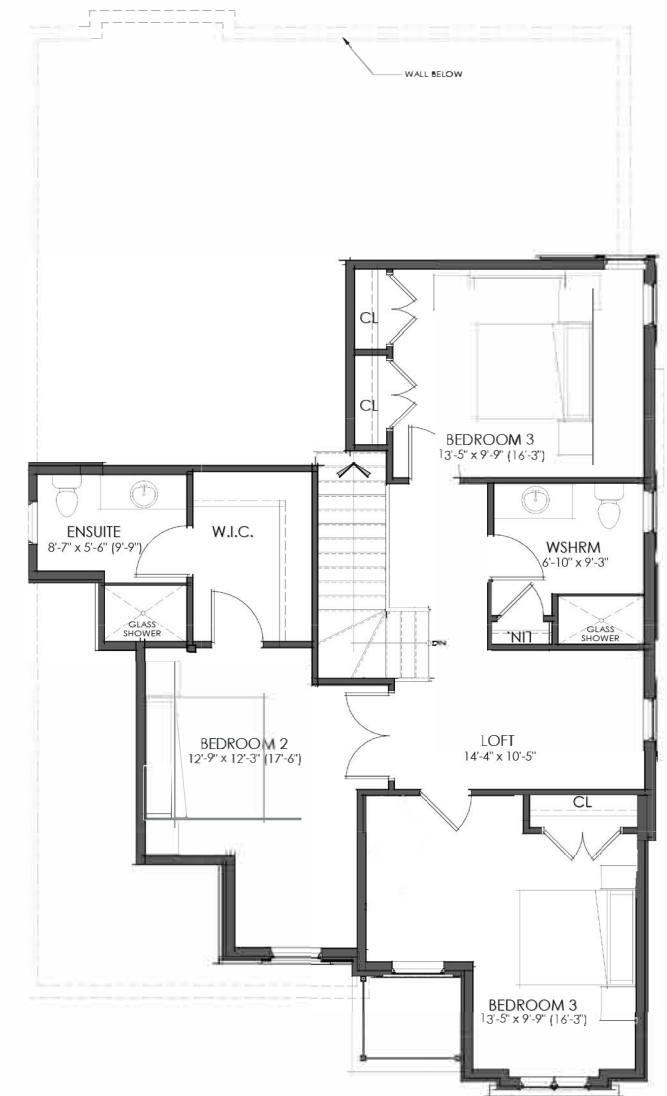 WALL BELOW
CL
CL
BEDROOM 3
13'-5" x 9'-9" (16'-3")
ENSUITE
8'-7" x 5'-6" (9'-9")
W.I.C.
WSHRM
6'-10" x 9'-3"
GLASS
SHOWER
LIN.
GLASS
SHOWER
BEDROOM 2
12'-9" x 12'-3" (17'-6")
LOFT
14'-4" x 10'-5"
CL
BEDROOM 3
13'-5" x 9'-9" (16'-3")